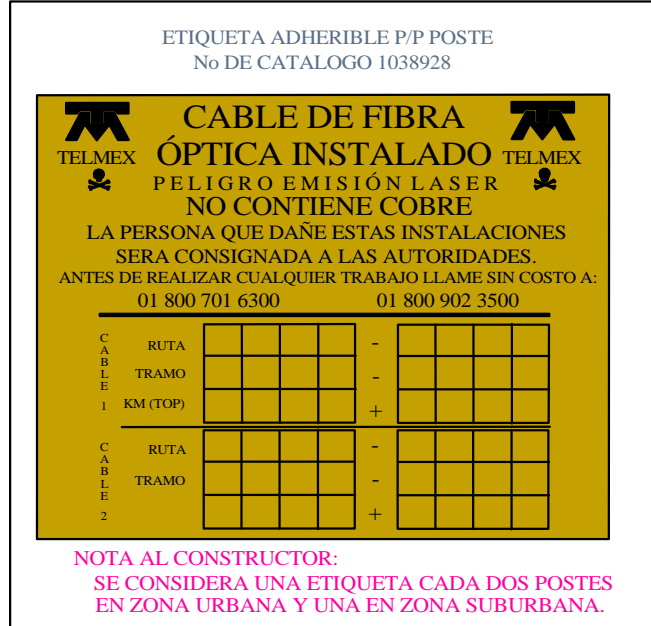 ETIQUETA ADHERIBLE P/P POSTE
No DE CATALOGO 1038928
CABLE DE FIBRA
ÓPTICA INSTALADO
TELMEX
TELMEX
PELIGRO EMISIÓN LASER
NO CONTIENE COBRE
LA PERSONA QUE DAÑE ESTAS INSTALACIONES
SERA CONSIGNADA A LAS AUTORIDADES.
ANTES DE REALIZAR CUALQUIER TRABAJO LLAME SIN COSTO A:
01 800 701 6300 01 800 902 3500
CABLE 1
RUTA -
TRAMO -
KM (TOP) +
CABLE 2
RUTA -
TRAMO -
+
NOTA AL CONSTRUCTOR:
SE CONSIDERA UNA ETIQUETA CADA DOS POSTES
EN ZONA URBANA Y UNA EN ZONA SUBURBANA.